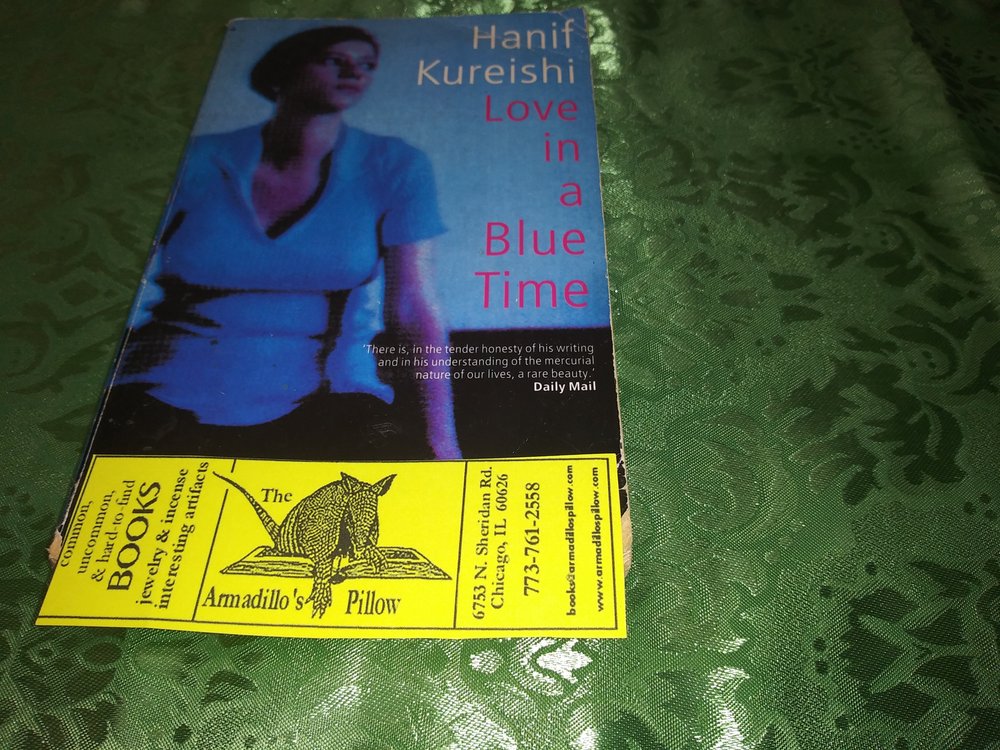 Hanif
Kureishi
Love
in
a
Blue
Time
'There is, in the tender honesty of his writing
and in his understanding of the mercurial
nature of our lives, a rare beauty.'
Daily Mail
common,
uncommon,
& hard-to-find
BOOKS
jewelry & incense
interesting artifacts
The
Armadillo's Pillow
6753 N. Sheridan Rd.
Chicago, IL 60626
773-761-2558
books@armadillospillow.com
www.armadillospillow.com